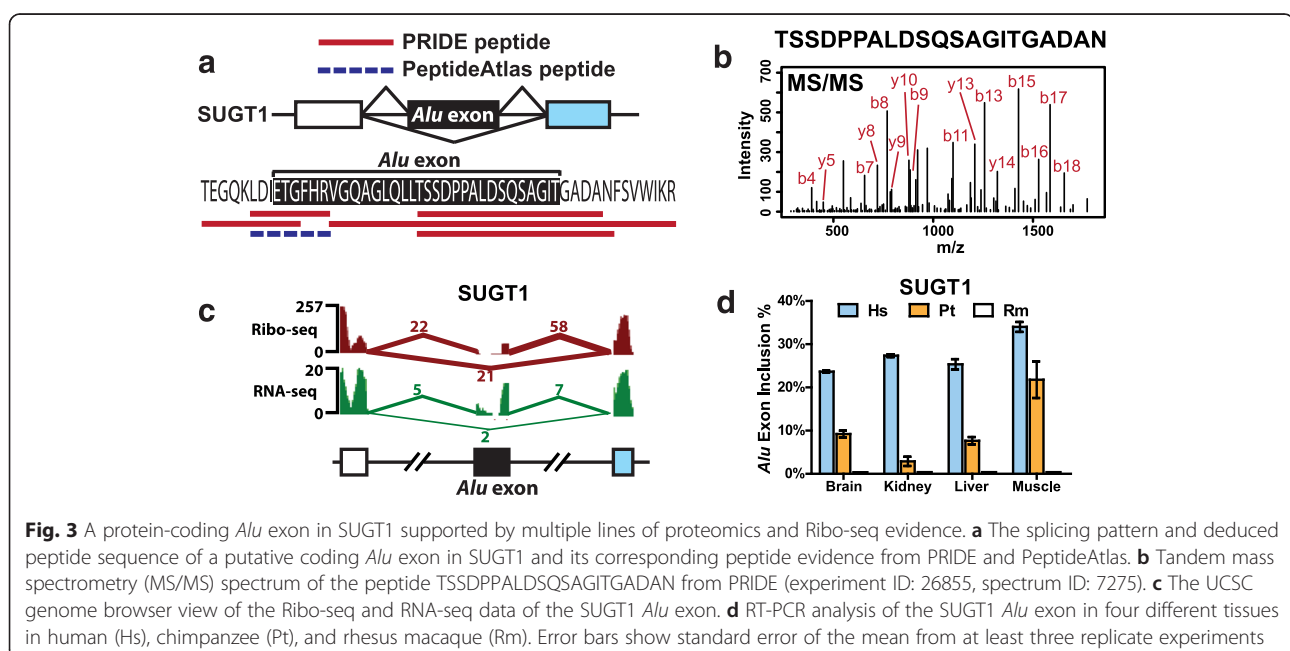 a
PRIDE peptide
PeptideAtlas peptide
SUGT1
Alu exon
Alu exon
TEGQKLDIETGFHRVGQAGLQLLTSSDPPALDSQSAGITGADANFSVWIKR
b
TSSDPPALDSQSAGITGADAN
MS/MS
Intensity
700
500
300
100
0
b4
y5
b7
y8
b8
y9
y10
b9
b11
y13
b13
y14
b15
b16
b17
b18
500
1000
1500
m/z
c
SUGT1
257
Ribo-seq
0
22
58
21
20
RNA-seq
0
5
7
2
Alu exon
d
SUGT1
Alu Exon Inclusion %
40%
30%
20%
10%
0%
Hs
Pt
Rm
Brain
Kidney
Liver
Muscle
Fig. 3 A protein-coding Alu exon in SUGT1 supported by multiple lines of proteomics and Ribo-seq evidence. a The splicing pattern and deduced
peptide sequence of a putative coding Alu exon in SUGT1 and its corresponding peptide evidence from PRIDE and PeptideAtlas. b Tandem mass
spectrometry (MS/MS) spectrum of the peptide TSSDPPALDSQSAGITGADAN from PRIDE (experiment ID: 26855, spectrum ID: 7275). c The UCSC
genome browser view of the Ribo-seq and RNA-seq data of the SUGT1 Alu exon. d RT-PCR analysis of the SUGT1 Alu exon in four different tissues
in human (Hs), chimpanzee (Pt), and rhesus macaque (Rm). Error bars show standard error of the mean from at least three replicate experiments